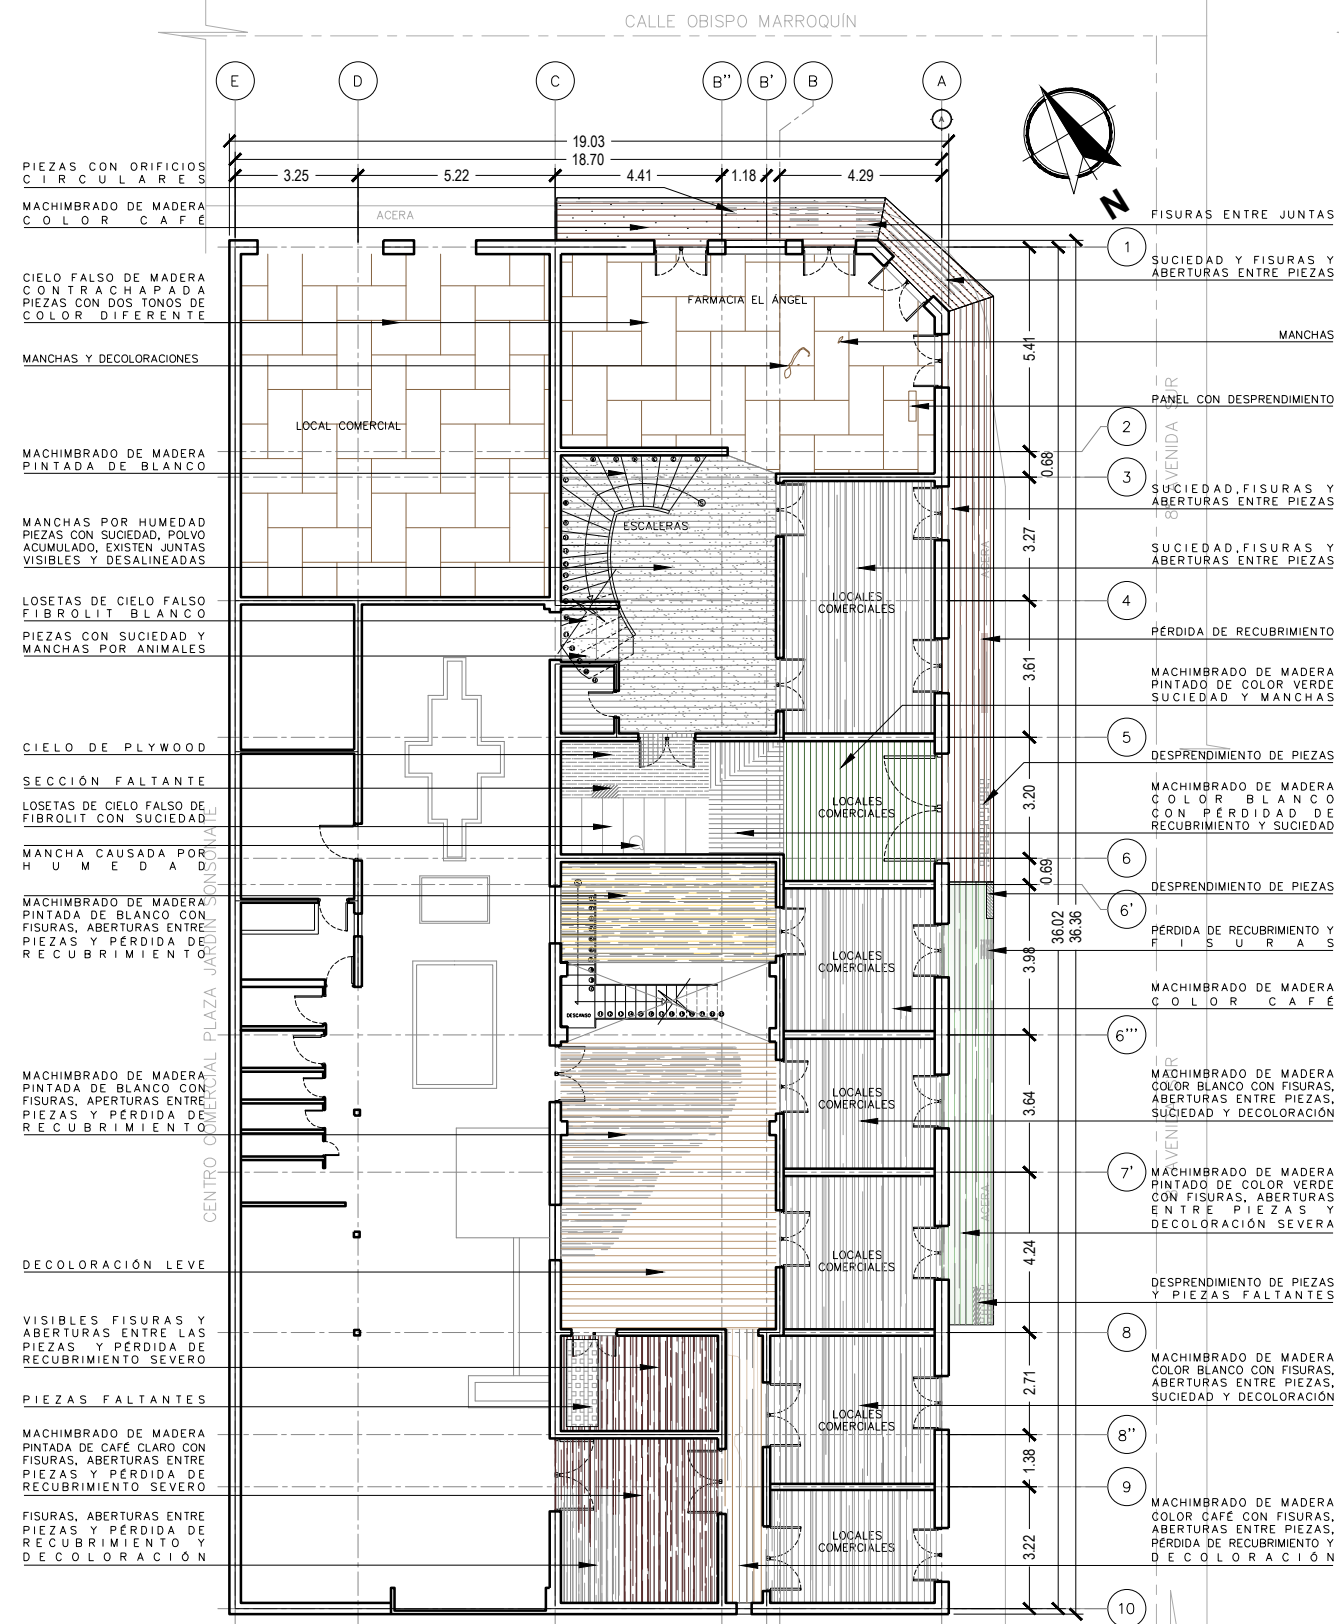 CALLE OBISPO MARROQUÍN
E
D
C
B''
B'
B
A
A
19.03
18.70
3.25
5.22
4.41
1.18
4.29
N
ACERA
PIEZAS CON ORIFICIOS
CIRCULARES
MACHIMBRADO DE MADERA
COLOR CAFÉ
CIELO FALSO DE MADERA
CONTRACHAPADA
PIEZAS CON DOS TONOS DE
COLOR DIFERENTE
MANCHAS Y DECOLORACIONES
MACHIMBRADO DE MADERA
PINTADA DE BLANCO
MANCHAS POR HUMEDAD
PIEZAS CON SUCIEDAD, POLVO
ACUMULADO, EXISTEN JUNTAS
VISIBLES Y DESALINEADAS
LOSETAS DE CIELO FALSO
FIBROLIT BLANCO
PIEZAS CON SUCIEDAD Y
MANCHAS POR ANIMALES
CIELO DE PLYWOOD
SECCIÓN FALTANTE
LOSETAS DE CIELO FALSO DE
FIBROLIT CON SUCIEDAD
MANCHA CAUSADA POR
HUMEDAD
MACHIMBRADO DE MADERA
PINTADA DE BLANCO CON
FISURAS, ABERTURAS ENTRE
PIEZAS Y PÉRDIDA DE
RECUBRIMIENTO
MACHIMBRADO DE MADERA
PINTADA DE BLANCO CON
FISURAS, APERTURAS ENTRE
PIEZAS Y PÉRDIDA DE
RECUBRIMIENTO
DECOLORACIÓN LEVE
VISIBLES FISURAS Y
ABERTURAS ENTRE LAS
PIEZAS Y PÉRDIDA DE
RECUBRIMIENTO SEVERO
PIEZAS FALTANTES
MACHIMBRADO DE MADERA
PINTADA DE CAFÉ CLARO CON
FISURAS, ABERTURAS ENTRE
PIEZAS Y PÉRDIDA DE
RECUBRIMIENTO SEVERO
FISURAS, ABERTURAS ENTRE
PIEZAS Y PÉRDIDA DE
RECUBRIMIENTO Y
DECOLORACIÓN
CENTRO COMERCIAL PLAZA JARDIN SONSONATE
LOCAL COMERCIAL
FARMACIA EL ÁNGEL
ESCALERAS
LOCALES
COMERCIALES
LOCALES
COMERCIALES
LOCALES
COMERCIALES
DESCANSO
LOCALES
COMERCIALES
LOCALES
COMERCIALES
LOCALES
COMERCIALES
LOCALES
COMERCIALES
ACERA
ACERA
5.41
0.68
3.27
3.61
3.20
0.69
3.98
3.64
4.24
2.71
1.38
3.22
36.02
36.36
1
2
3
4
5
6
6'
6'''
7'
8
8''
9
10
FISURAS ENTRE JUNTAS
SUCIEDAD Y FISURAS Y
ABERTURAS ENTRE PIEZAS
MANCHAS
PANEL CON DESPRENDIMIENTO
SUCIEDAD,FISURAS Y
ABERTURAS ENTRE PIEZAS
SUCIEDAD,FISURAS Y
ABERTURAS ENTRE PIEZAS
PÉRDIDA DE RECUBRIMIENTO
MACHIMBRADO DE MADERA
PINTADO DE COLOR VERDE
SUCIEDAD Y MANCHAS
DESPRENDIMIENTO DE PIEZAS
MACHIMBRADO DE MADERA
COLOR BLANCO
CON PÉRDIDAD DE
RECUBRIMIENTO Y SUCIEDAD
DESPRENDIMIENTO DE PIEZAS
PÉRDIDA DE RECUBRIMIENTO Y
FISURAS
MACHIMBRADO DE MADERA
COLOR CAFÉ
MACHIMBRADO DE MADERA
COLOR BLANCO CON FISURAS,
ABERTURAS ENTRE PIEZAS,
SUCIEDAD Y DECOLORACIÓN
MACHIMBRADO DE MADERA
PINTADO DE COLOR VERDE
CON FISURAS, ABERTURAS
ENTRE PIEZAS Y
DECOLORACIÓN SEVERA
DESPRENDIMIENTO DE PIEZAS
Y PIEZAS FALTANTES
MACHIMBRADO DE MADERA
COLOR BLANCO CON FISURAS,
ABERTURAS ENTRE PIEZAS,
SUCIEDAD Y DECOLORACIÓN
MACHIMBRADO DE MADERA
COLOR CAFÉ CON FISURAS,
ABERTURAS ENTRE PIEZAS,
PÉRDIDA DE RECUBRIMIENTO Y
DECOLORACIÓN
AVENIDA SUR
AVENIDA SUR